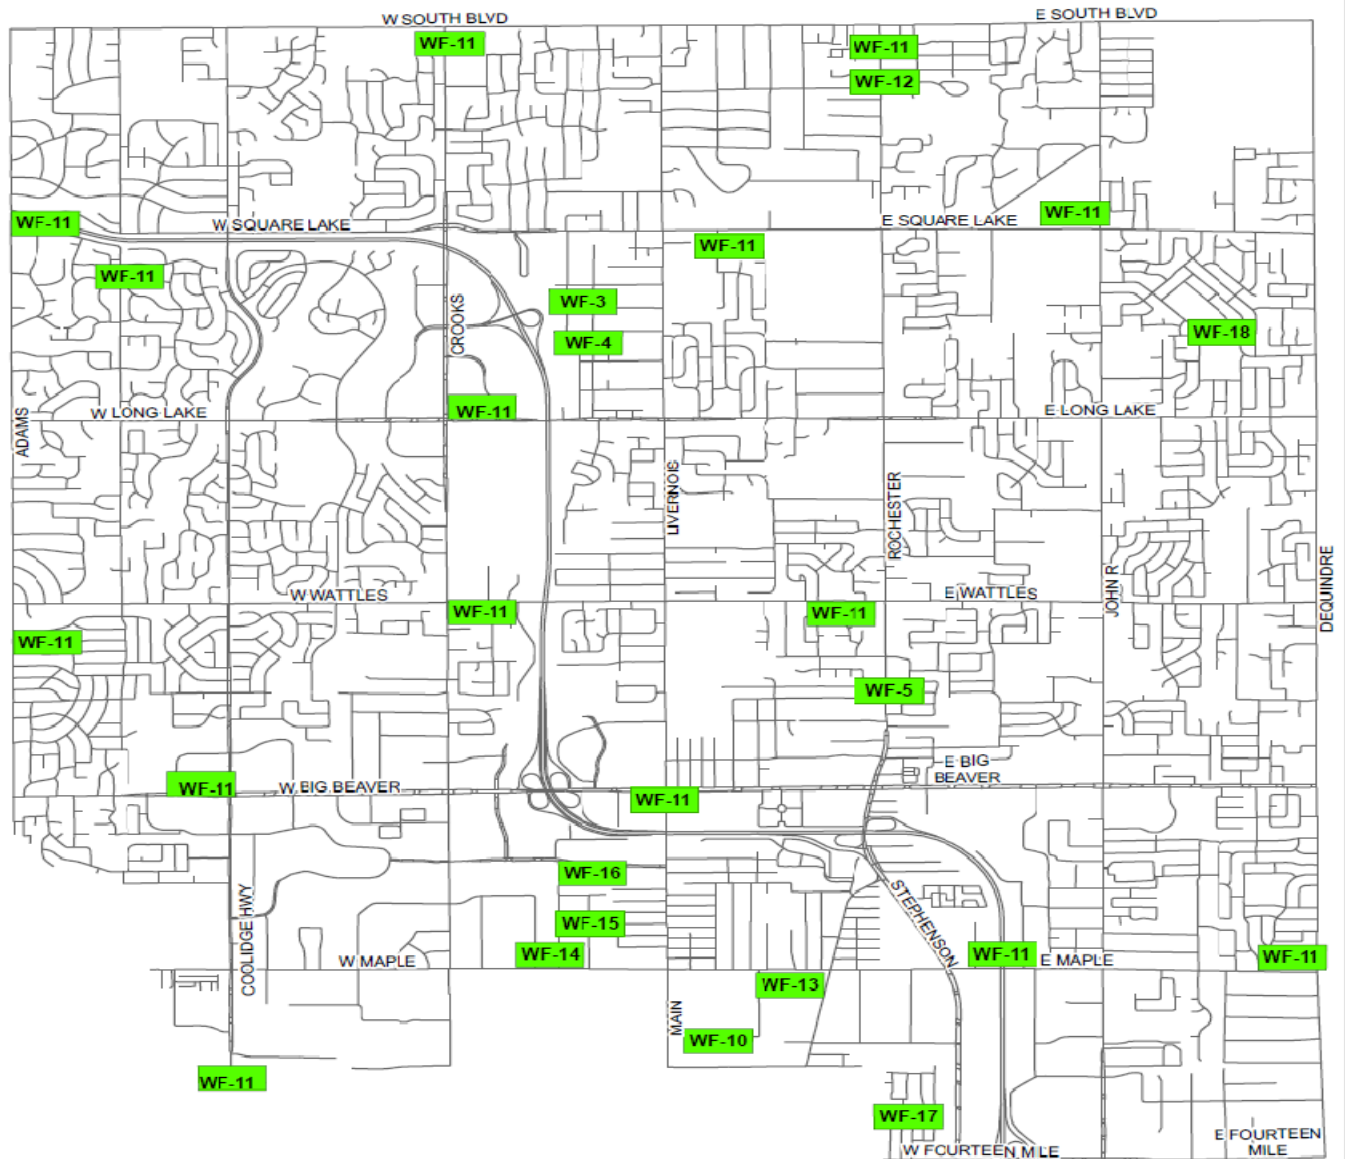 W SOUTH BLVD
E SOUTH BLVD
WF-11
WF-11
WF-12
WF-11
WF-11
W SQUARE LAKE
E SQUARE LAKE
WF-11
WF-11
WF-3
CROOKS
WF-4
WF-18
WF-11
W LONG LAKE
E LONG LAKE
ADAMS
LIVERNOIS
ROCHESTER
DEQUINDRE
JOHN R
W WATTLES
E WATTLES
WF-11
WF-11
WF-11
WF-5
E BIG
BEAVER
WF-11
W BIG BEAVER
WF-11
WF-16
STEPHENSON
WF-15
COOLIDGE HWY
WF-14
W MAPLE
WF-11
E MAPLE
WF-11
WF-13
MAIN
WF-10
WF-11
WF-17
W FOURTEEN MILE
E FOURTEEN
MILE